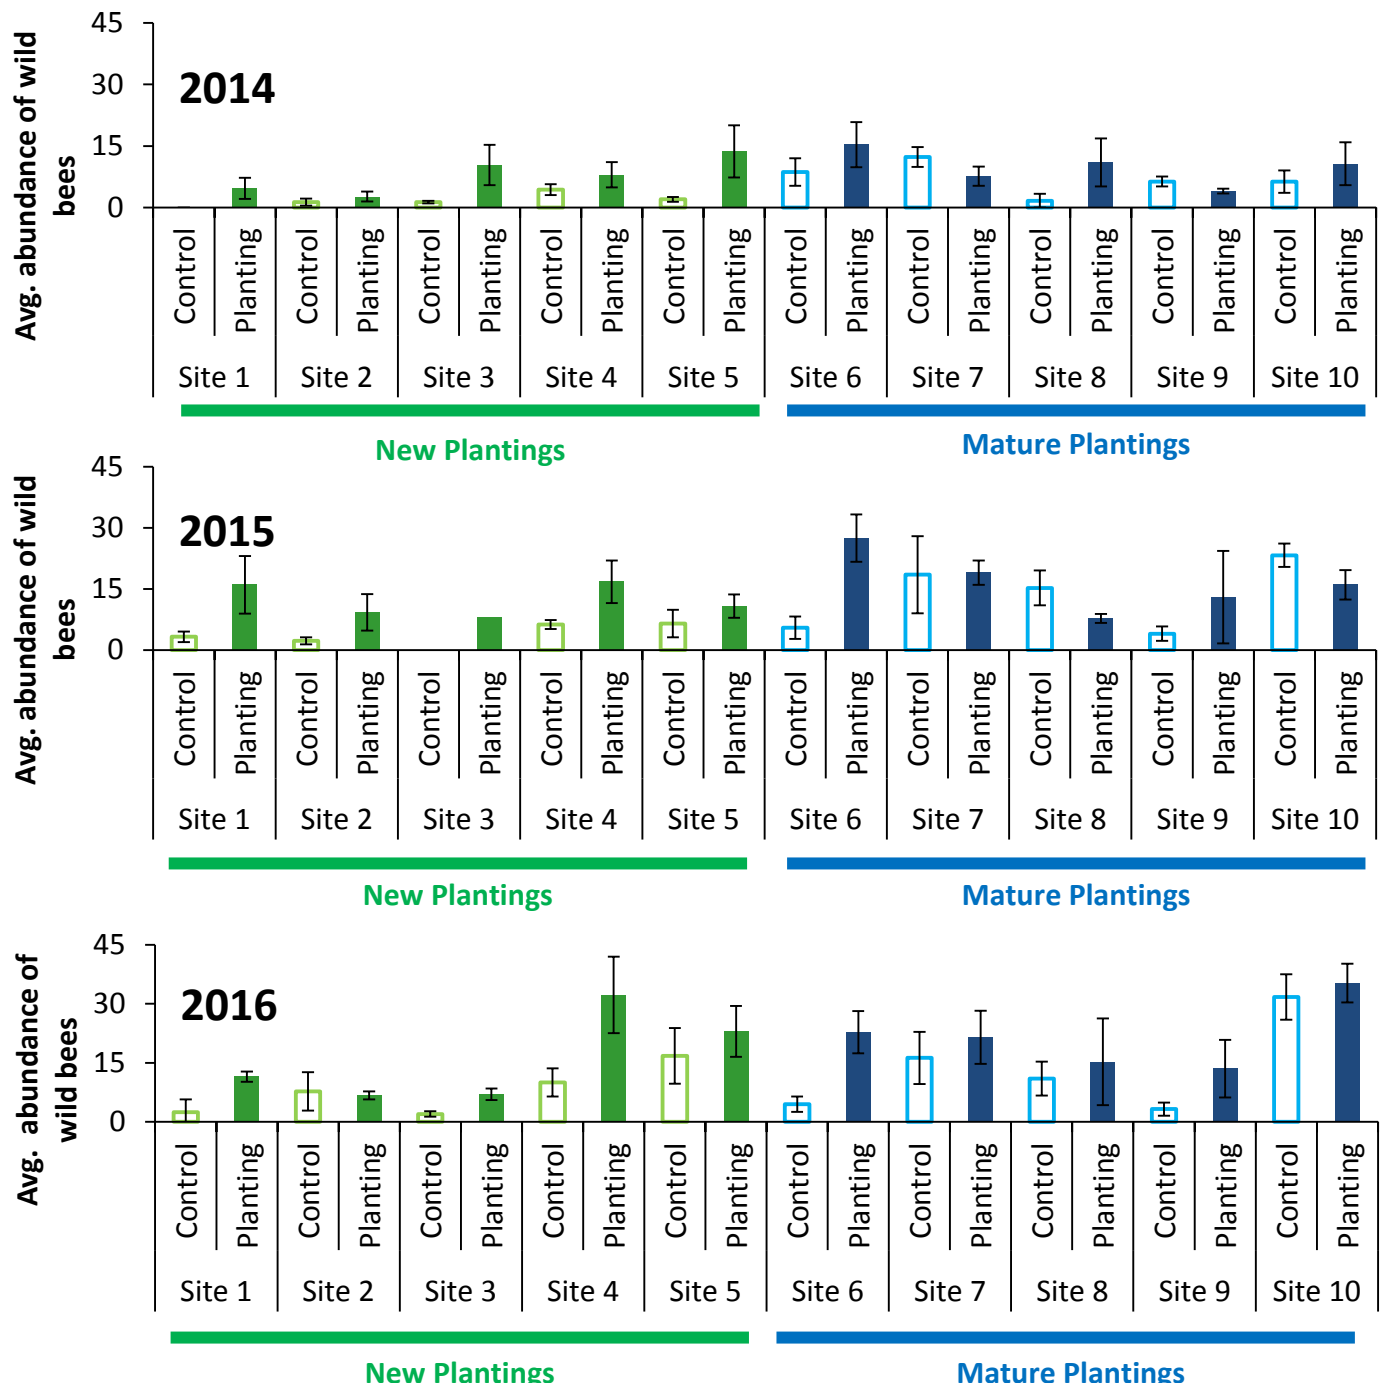 Avg. abundance of wild
bees
45
30
15
0
2014
Control Planting Control Planting Control Planting Control Planting Control Planting Control Planting Control Planting Control Planting Control Planting Control Planting
Site 1 Site 2 Site 3 Site 4 Site 5 Site 6 Site 7 Site 8 Site 9 Site 10
New Plantings Mature Plantings
Avg. abundance of wild
bees
45
30
15
0
2015
Control Planting Control Planting Control Planting Control Planting Control Planting Control Planting Control Planting Control Planting Control Planting Control Planting
Site 1 Site 2 Site 3 Site 4 Site 5 Site 6 Site 7 Site 8 Site 9 Site 10
New Plantings Mature Plantings
Avg. abundance of
wild bees
45
30
15
0
2016
Control Planting Control Planting Control Planting Control Planting Control Planting Control Planting Control Planting Control Planting Control Planting Control Planting
Site 1 Site 2 Site 3 Site 4 Site 5 Site 6 Site 7 Site 8 Site 9 Site 10
New Plantings Mature Plantings